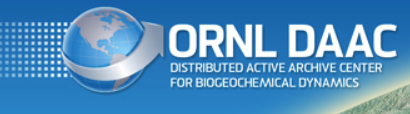 ORNL DAAC
DISTRIBUTED ACTIVE ARCHIVE CENTER
FOR BIOGEOCHEMICAL DYNAMICS